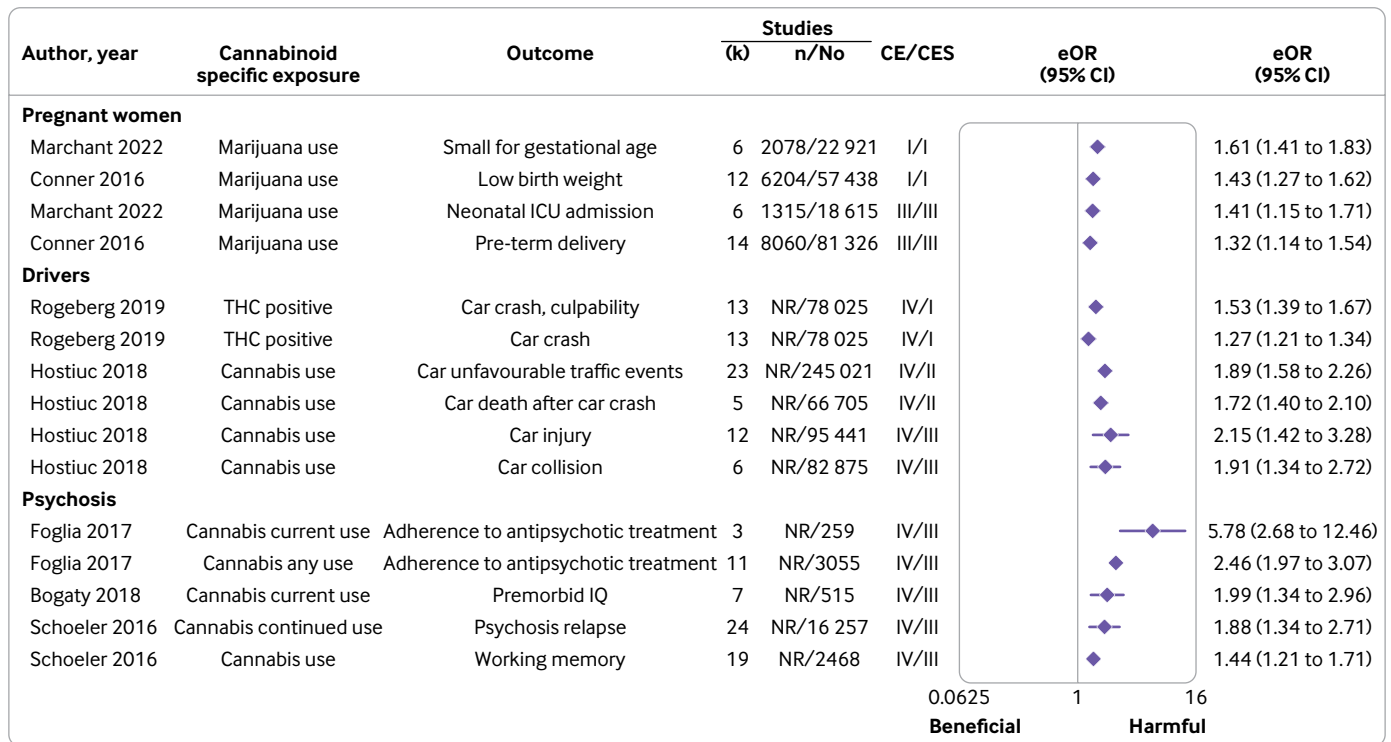 Studies
Author, year Cannabinoid specific exposure Outcome (k) n/No CE/CES eOR (95% CI) eOR (95% CI)
Pregnant women
Marchant 2022 Marijuana use Small for gestational age 6 2078/22 921 I/I 1.61 (1.41 to 1.83)
Conner 2016 Marijuana use Low birth weight 12 6204/57 438 I/I 1.43 (1.27 to 1.62)
Marchant 2022 Marijuana use Neonatal ICU admission 6 1315/18 615 III/III 1.41 (1.15 to 1.71)
Conner 2016 Marijuana use Pre-term delivery 14 8060/81 326 III/III 1.32 (1.14 to 1.54)
Drivers
Rogeberg 2019 THC positive Car crash, culpability 13 NR/78 025 IV/I 1.53 (1.39 to 1.67)
Rogeberg 2019 THC positive Car crash 13 NR/78 025 IV/I 1.27 (1.21 to 1.34)
Hostiuc 2018 Cannabis use Car unfavourable traffic events 23 NR/245 021 IV/II 1.89 (1.58 to 2.26)
Hostiuc 2018 Cannabis use Car death after car crash 5 NR/66 705 IV/II 1.72 (1.40 to 2.10)
Hostiuc 2018 Cannabis use Car injury 12 NR/95 441 IV/III 2.15 (1.42 to 3.28)
Hostiuc 2018 Cannabis use Car collision 6 NR/82 875 IV/III 1.91 (1.34 to 2.72)
Psychosis
Foglia 2017 Cannabis current use Adherence to antipsychotic treatment 3 NR/259 IV/III 5.78 (2.68 to 12.46)
Foglia 2017 Cannabis any use Adherence to antipsychotic treatment 11 NR/3055 IV/III 2.46 (1.97 to 3.07)
Bogaty 2018 Cannabis current use Premorbid IQ 7 NR/515 IV/III 1.99 (1.34 to 2.96)
Schoeler 2016 Cannabis continued use Psychosis relapse 24 NR/16 257 IV/III 1.88 (1.34 to 2.71)
Schoeler 2016 Cannabis use Working memory 19 NR/2468 IV/III 1.44 (1.21 to 1.71)
0.0625 1 16
Beneficial Harmful